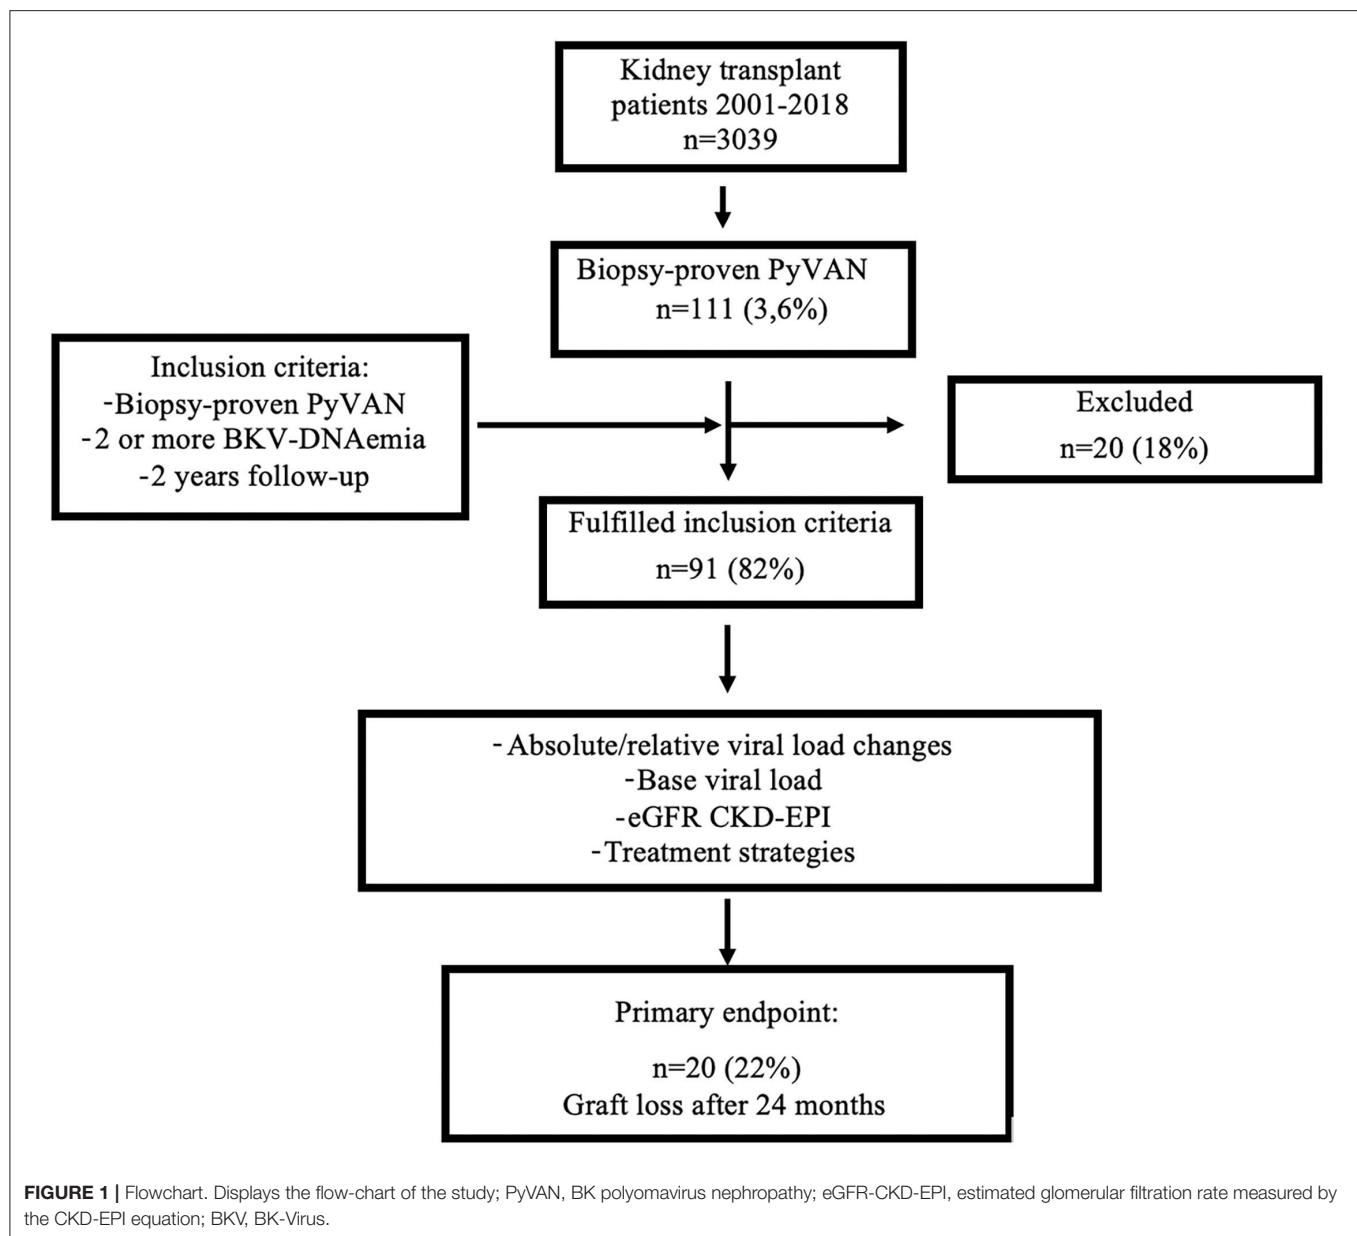 Kidney transplant
patients 2001-2018
n=3039
Biopsy-proven PyVAN
n=111 (3,6%)
Inclusion criteria:
-Biopsy-proven PyVAN
-2 or more BKV-DNAemia
-2 years follow-up
Excluded
n=20 (18%)
Fulfilled inclusion criteria
n=91 (82%)
-Absolute/relative viral load changes
-Base viral load
-eGFR CKD-EPI
-Treatment strategies
Primary endpoint:
n=20 (22%)
Graft loss after 24 months
FIGURE 1 | Flowchart. Displays the flow-chart of the study; PyVAN, BK polyomavirus nephropathy; eGFR-CKD-EPI, estimated glomerular filtration rate measured by
the CKD-EPI equation; BKV, BK-Virus.